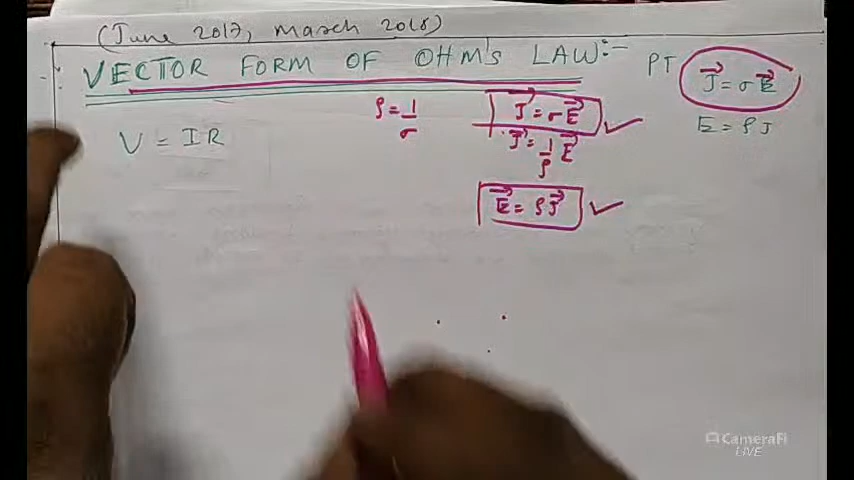 (June 2017, March 2018)
VECTOR FORM OF OHM'S LAW:-
PT J⃗ = σE⃗
E = ρJ
V = IR
ρ = 1/σ
J⃗ = σE⃗
J⃗ = 1/ρ E⃗
E⃗ = ρJ⃗
CameraFi
LIVE